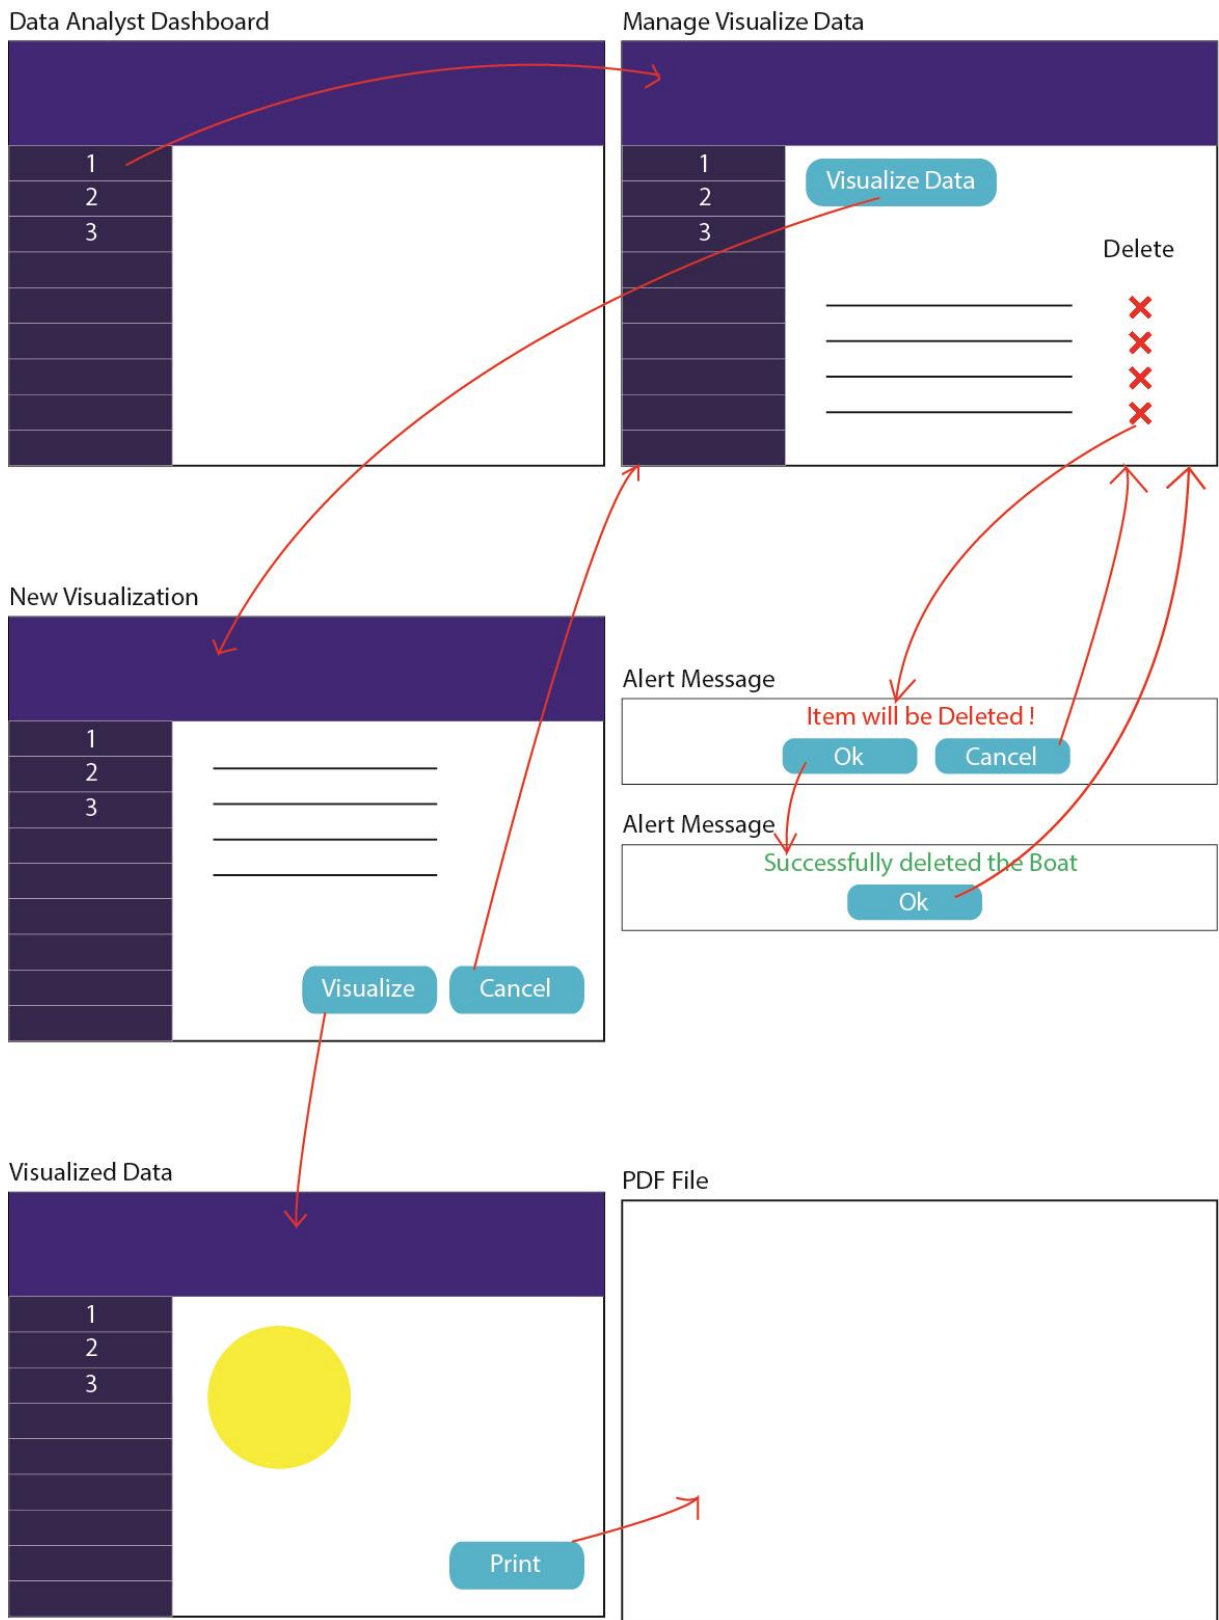 Data Analyst Dashboard
1
2
3
Manage Visualize Data
1
2
3
Visualize Data
Delete
New Visualization
1
2
3
Visualize
Cancel
Alert Message
Item will be Deleted !
Ok
Cancel
Alert Message
Successfully deleted the Boat
Ok
Visualized Data
1
2
3
Print
PDF File